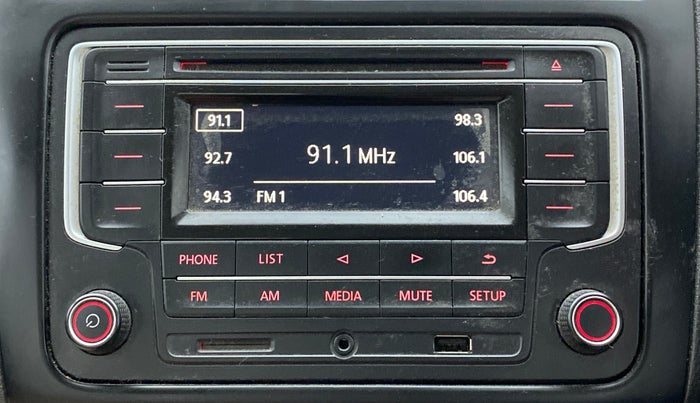 91.1
98.3
92.7
91.1 MHz
106.1
94.3
FM1
106.4
PHONE
LIST
FM
AM
MEDIA
MUTE
SETUP